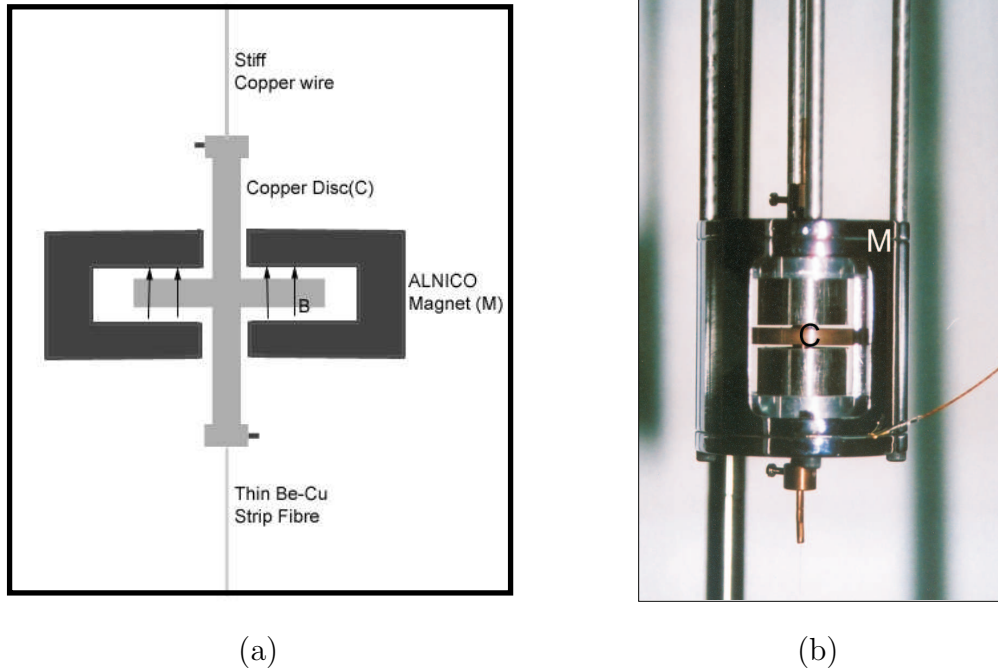 Stiff
Copper wire
Copper Disc(C)
ALNICO
Magnet (M)
B
Thin Be-Cu
Strip Fibre
(a)
M
C
(b)